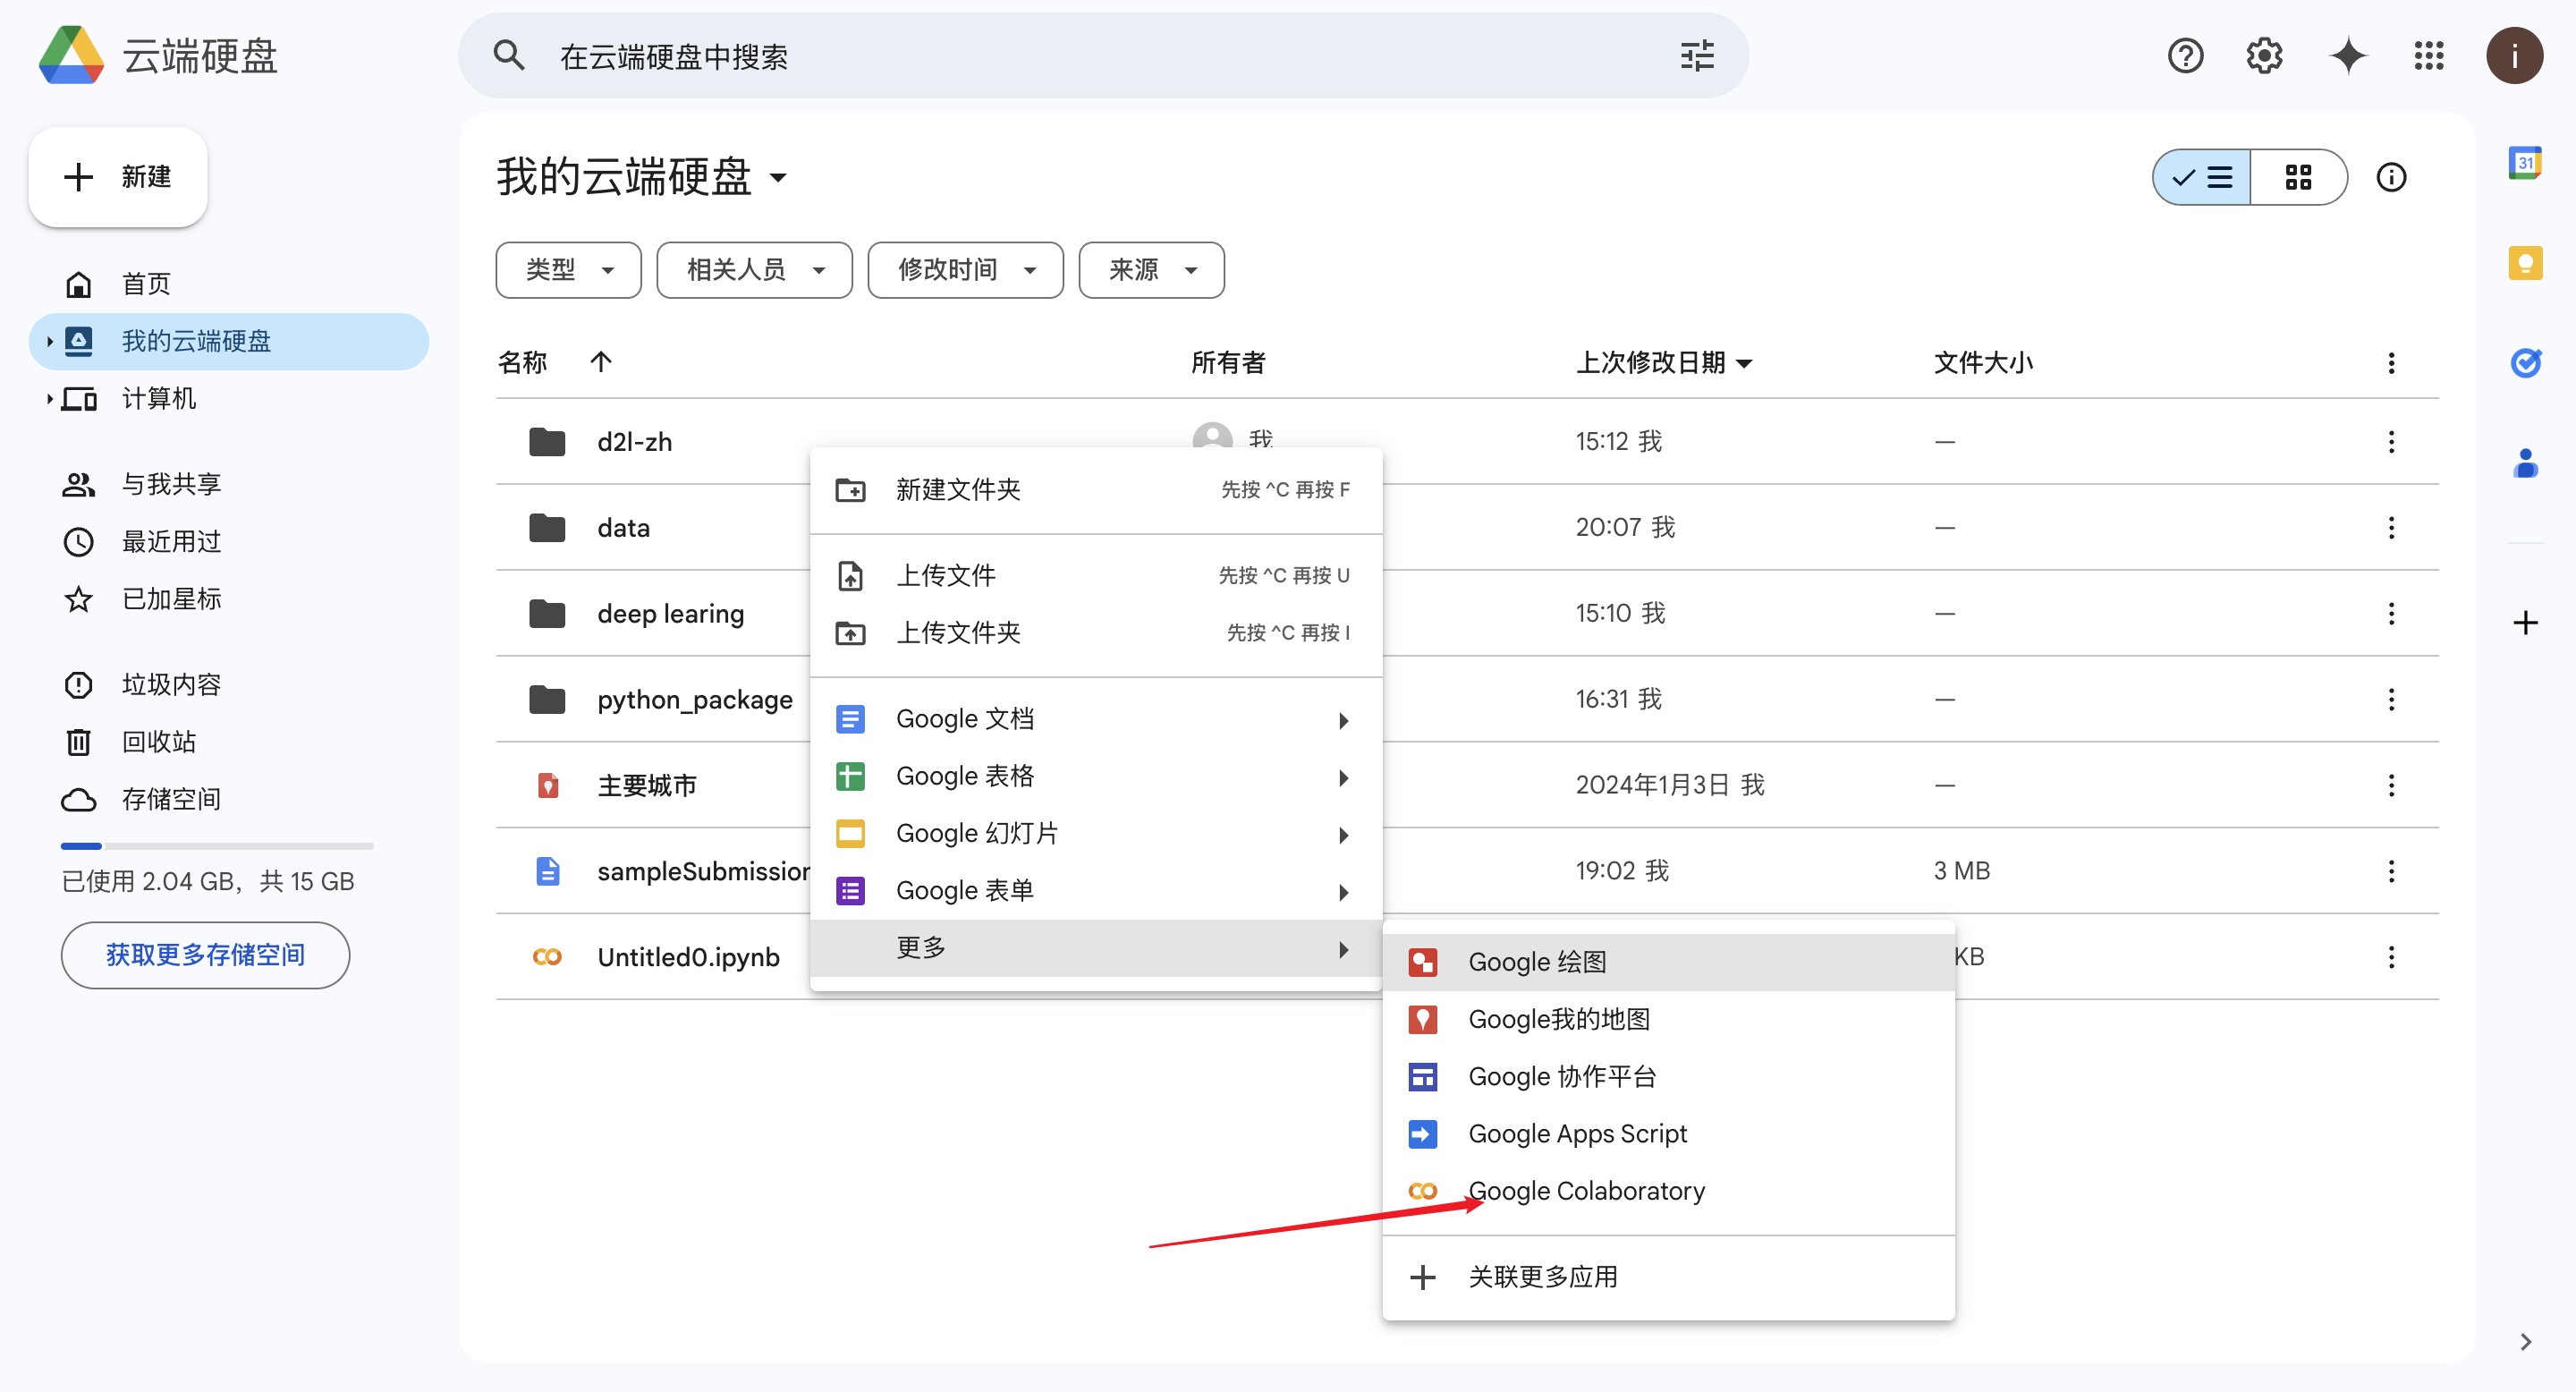 云端硬盘
在云端硬盘中搜索
i
新建
首页
我的云端硬盘
计算机
与我共享
最近用过
已加星标
垃圾内容
回收站
存储空间
已使用 2.04 GB，共 15 GB
获取更多存储空间
我的云端硬盘
类型 相关人员 修改时间 来源
名称 所有者 上次修改日期 文件大小
d2l-zh 我 15:12 我 —
data 20:07 我 —
deep learing 15:10 我 —
python_package 16:31 我 —
主要城市 2024年1月3日 我 —
sampleSubmission 19:02 我 3 MB
Untitled0.ipynb KB
新建文件夹 先按 ^C 再按 F
上传文件 先按 ^C 再按 U
上传文件夹 先按 ^C 再按 I
Google 文档
Google 表格
Google 幻灯片
Google 表单
更多
Google 绘图
Google我的地图
Google 协作平台
Google Apps Script
Google Colaboratory
关联更多应用
31